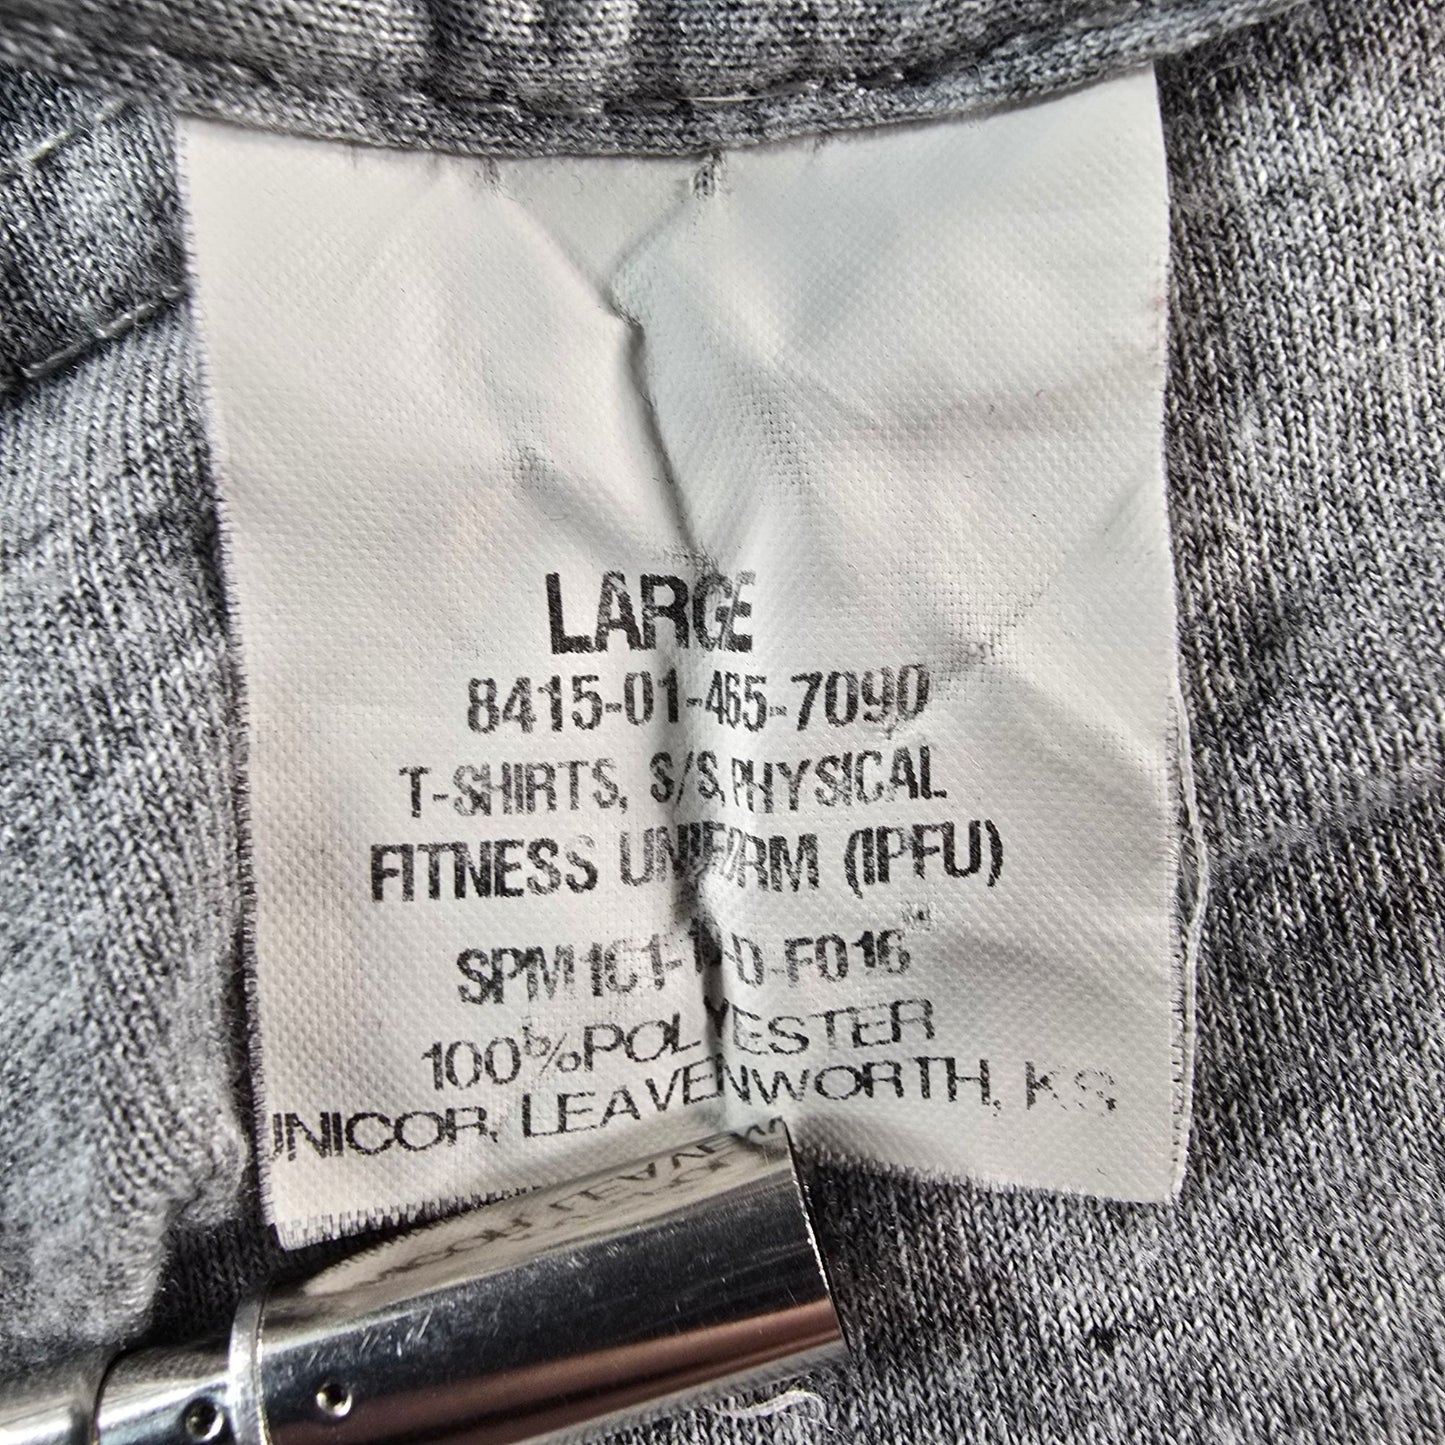 LARGE
8415-01-465-7090
T-SHIRTS, S/S, PHYSICAL
FITNESS UNIFORM (IPFU)
100%POLYESTER
UNICOR, LEAVENWORTH, KS